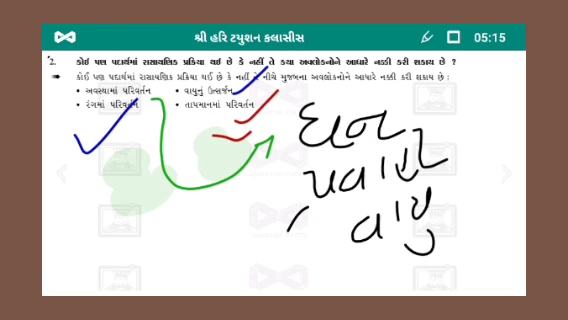 શ્રી હરિ ટયુશન કલાસીસ
05:15
2. કોઈ પણ પદાર્થમાં રાસાયણિક પ્રક્રિયા થઈ છે કે નહીં તે કયા અવલોકનોને આધારે નક્કી કરી શકાય છે ?
➡ કોઈ પણ પદાર્થમાં રાસાયણિક પ્રક્રિયા થઈ છે કે નહીં તે નીચે મુજબના અવલોકનોને આધારે નક્કી કરી શકાય છે :
• અવસ્થામાં પરિવર્તન • વાયુનું ઉત્સર્જન
• રંગમાં પરિવર્તન • તાપમાનમાં પરિવર્તન
ઘન
પ્રવાહી
વાયુ